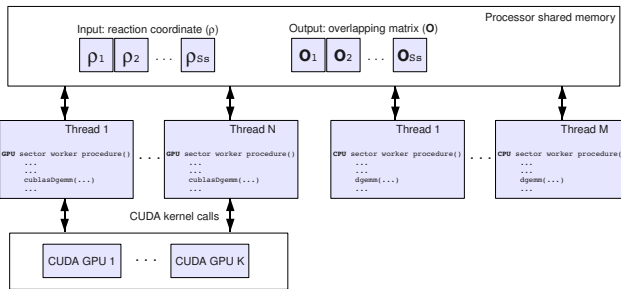 Processor shared memory
Input: reaction coordinate (ρ)
Output: overlapping matrix (O)
ρ1 ρ2 ... ρSs
O1 O2 ... OSs
Thread 1
GPU sector worker procedure()
...
...
cublasDgemm(...)
...
...
Thread N
GPU sector worker procedure()
...
...
cublasDgemm(...)
...
Thread 1
CPU sector worker procedure()
...
...
dgemm(...)
...
...
Thread M
CPU sector worker procedure()
...
...
dgemm(...)
...
CUDA kernel calls
CUDA GPU 1 ... CUDA GPU K